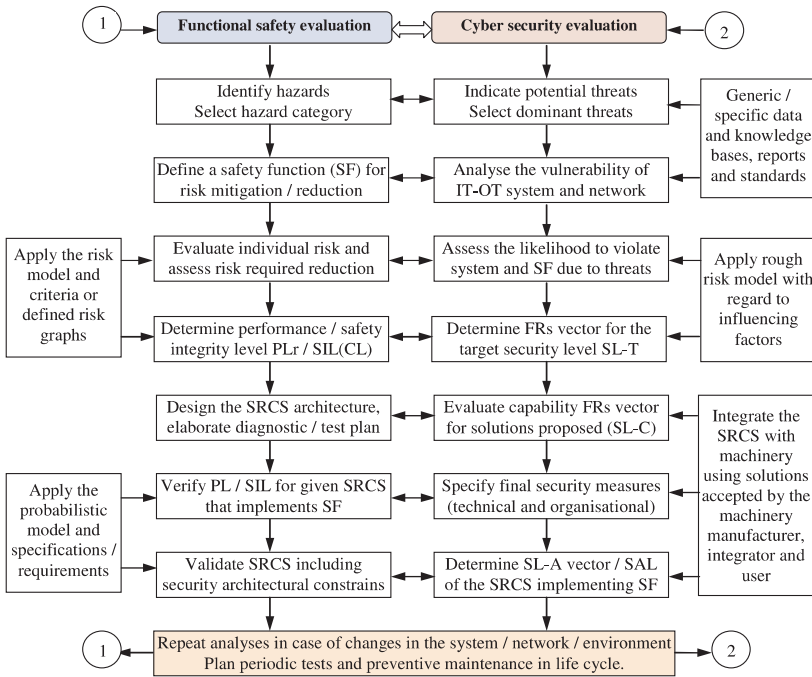 1
Functional safety evaluation
Cyber security evaluation
2
Identify hazards
Select hazard category
Indicate potential threats
Select dominant threats
Generic /
specific data
and knowledge
bases, reports
and standards
Define a safety function (SF) for
risk mitigation / reduction
Analyse the vulnerability of
IT-OT system and network
Apply the risk
model and
criteria or
defined risk
graphs
Evaluate individual risk and
assess risk required reduction
Assess the likelihood to violate
system and SF due to threats
Apply rough
risk model with
regard to
influencing
factors
Determine performance / safety
integrity level PLr / SIL(CL)
Determine FRs vector for the
target security level SL-T
Design the SRCS architecture,
elaborate diagnostic / test plan
Evaluate capability FRs vector
for solutions proposed (SL-C)
Integrate the
SRCS with
machinery
using solutions
accepted by the
machinery
manufacturer,
integrator and
user
Apply the
probabilistic
model and
specifications /
requirements
Verify PL / SIL for given SRCS
that implements SF
Specify final security measures
(technical and organisational)
Validate SRCS including
security architectural constrains
Determine SL-A vector / SAL
of the SRCS implementing SF
1
Repeat analyses in case of changes in the system / network / environment
Plan periodic tests and preventive maintenance in life cycle.
2